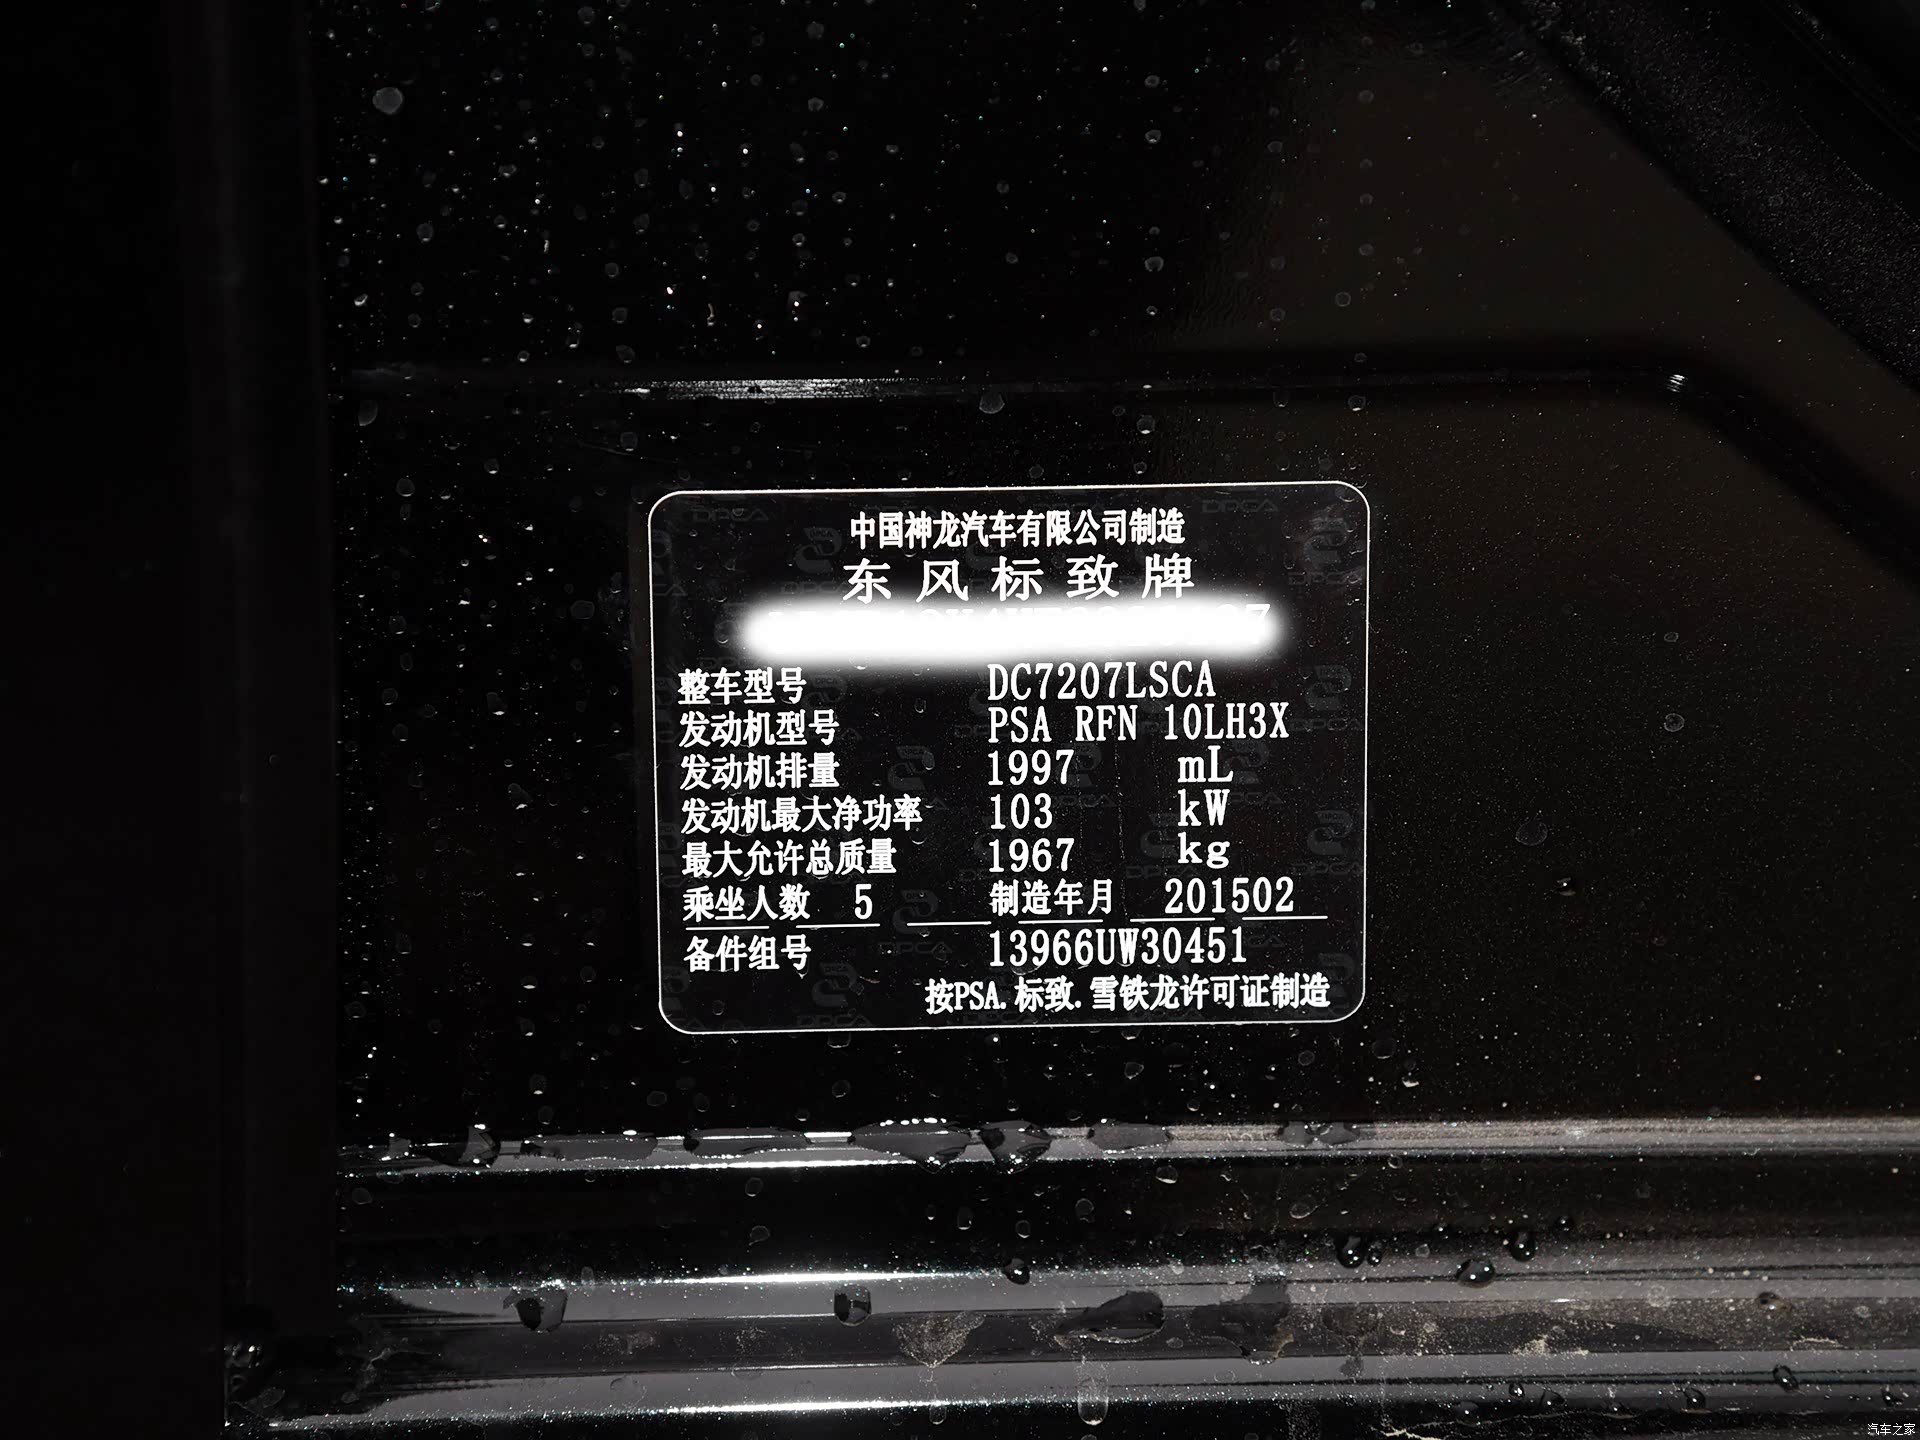 中国神龙汽车有限公司制造
东风标致牌
整车型号 DC7207LSCA
发动机型号 PSA RFN 10LH3X
发动机排量 1997 mL
发动机最大净功率 103 kW
最大允许总质量 1967 kg
乘坐人数 5 制造年月 201502
备件组号 13966UW30451
按PSA.标致.雪铁龙许可证制造
汽车之家